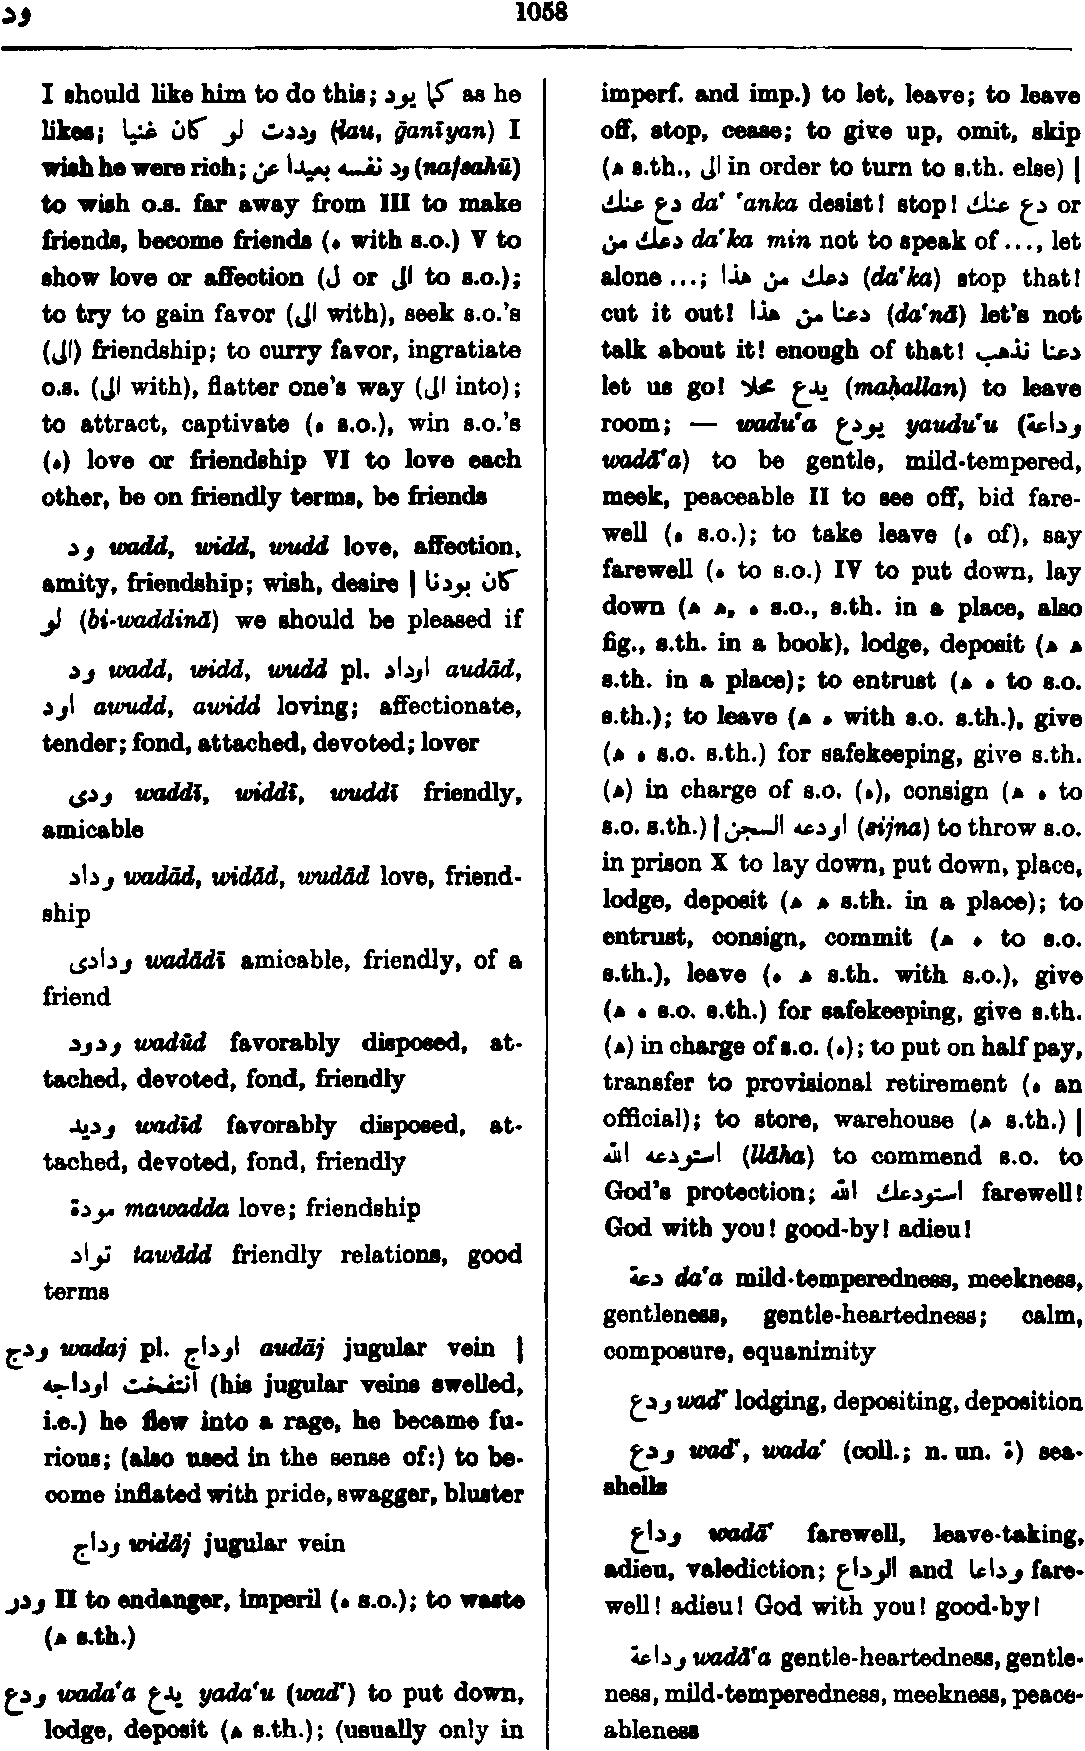 ود
1058
I should like him to do this; كما يود as he
likes; وددت لو كان غنيا (lau, ḡanīyan) I
wish he were rich; ود نفسه بعيدا عن (nafsahū)
to wish o.s. far away from III to make
friends, become friends (ه with s.o.) V to
show love or affection (ل or الى to s.o.);
to try to gain favor (الى with), seek s.o.'s
(الى) friendship; to curry favor, ingratiate
o.s. (الى with), flatter one's way (الى into);
to attract, captivate (ه s.o.), win s.o.'s
(ه) love or friendship VI to love each
other, be on friendly terms, be friends
ود wadd, widd, wudd love, affection,
amity, friendship; wish, desire | كان بودنا
لو (bi-waddinā) we should be pleased if
ود wadd, widd, wudd pl. اوداد audād,
اود awudd, awidd loving; affectionate,
tender; fond, attached, devoted; lover
ودى waddī, widdī, wuddī friendly,
amicable
وداد wadād, widād, wudād love, friend-
ship
ودادى wadādī amicable, friendly, of a
friend
ودود wadūd favorably disposed, at-
tached, devoted, fond, friendly
وديد wadīd favorably disposed, at-
tached, devoted, fond, friendly
مودة mawadda love; friendship
تواد tawādd friendly relations, good
terms
ودج wadaj pl. اوداج audāj jugular vein |
انتفخت اوداجه (his jugular veins swelled,
i.e.) he flew into a rage, he became fu-
rious; (also used in the sense of:) to be-
come inflated with pride, swagger, bluster
وداج widāj jugular vein
ودر II to endanger, imperil (ه s.o.); to waste
(ﻫ s.th.)
ودع wada‘a يدع yada‘u (wad‘) to put down,
lodge, deposit (ﻫ s.th.); (usually only in
imperf. and imp.) to let, leave; to leave
off, stop, cease; to give up, omit, skip
(ﻫ s.th., الى in order to turn to s.th. else) |
دع عنك da‘ ‘anka desist! stop! دع عنك or
دعك من da‘ka min not to speak of ..., let
alone ...; دعك من هذا (da‘ka) stop that!
cut it out! دعنا من هذا (da‘nā) let's not
talk about it! enough of that! دعنا نذهب
let us go! يدع محلا (maḥallan) to leave
room; — wadu‘a يودع yaudu‘u (وداعة
wadā‘a) to be gentle, mild-tempered,
meek, peaceable II to see off, bid fare-
well (ه s.o.); to take leave (ه of), say
farewell (ه to s.o.) IV to put down, lay
down (ﻫ ﻫ, ه s.o., s.th. in a place, also
fig., s.th. in a book), lodge, deposit (ﻫ ﻫ
s.th. in a place); to entrust (ﻫ ه to s.o.
s.th.); to leave (ﻫ ه with s.o. s.th.), give
(ﻫ ه s.o. s.th.) for safekeeping, give s.th.
(ﻫ) in charge of s.o. (ه), consign (ﻫ ه to
s.o. s.th.) | اودعه السجن (sijna) to throw s.o.
in prison X to lay down, put down, place,
lodge, deposit (ﻫ ﻫ s.th. in a place); to
entrust, consign, commit (ﻫ ه to s.o.
s.th.), leave (ه ﻫ s.th. with s.o.), give
(ﻫ ه s.o. s.th.) for safekeeping, give s.th.
(ﻫ) in charge of s.o. (ه); to put on half pay,
transfer to provisional retirement (ه an
official); to store, warehouse (ﻫ s.th.) |
استودعه الله (llāha) to commend s.o. to
God's protection; استودعك الله farewell!
God with you! good-by! adieu!
دعة da‘a mild-temperedness, meekness,
gentleness, gentle-heartedness; calm,
composure, equanimity
ودع wad‘ lodging, depositing, deposition
ودع wad‘, wada‘ (coll.; n. un. ة) sea-
shells
وداع wadā‘ farewell, leave-taking,
adieu, valediction; الوداع and وداعا fare-
well! adieu! God with you! good-by!
وداعة wadā‘a gentle-heartedness, gentle-
ness, mild-temperedness, meekness, peace-
ableness